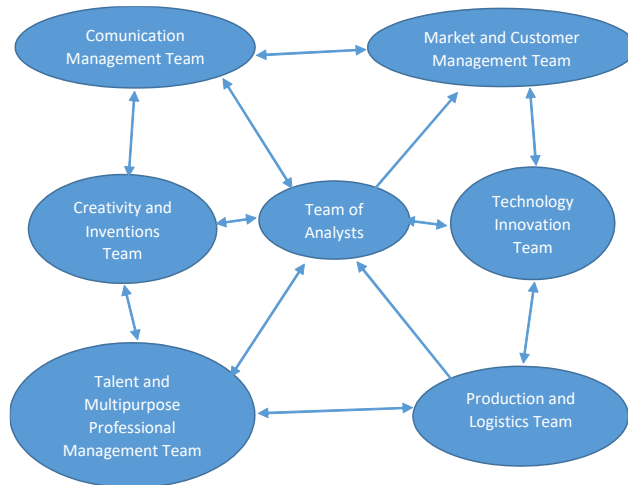 Comunication
Management Team
Market and Customer
Management Team
Creativity and
Inventions
Team
Team of
Analysts
Technology
Innovation
Team
Talent and
Multipurpose
Professional
Management Team
Production and
Logistics Team